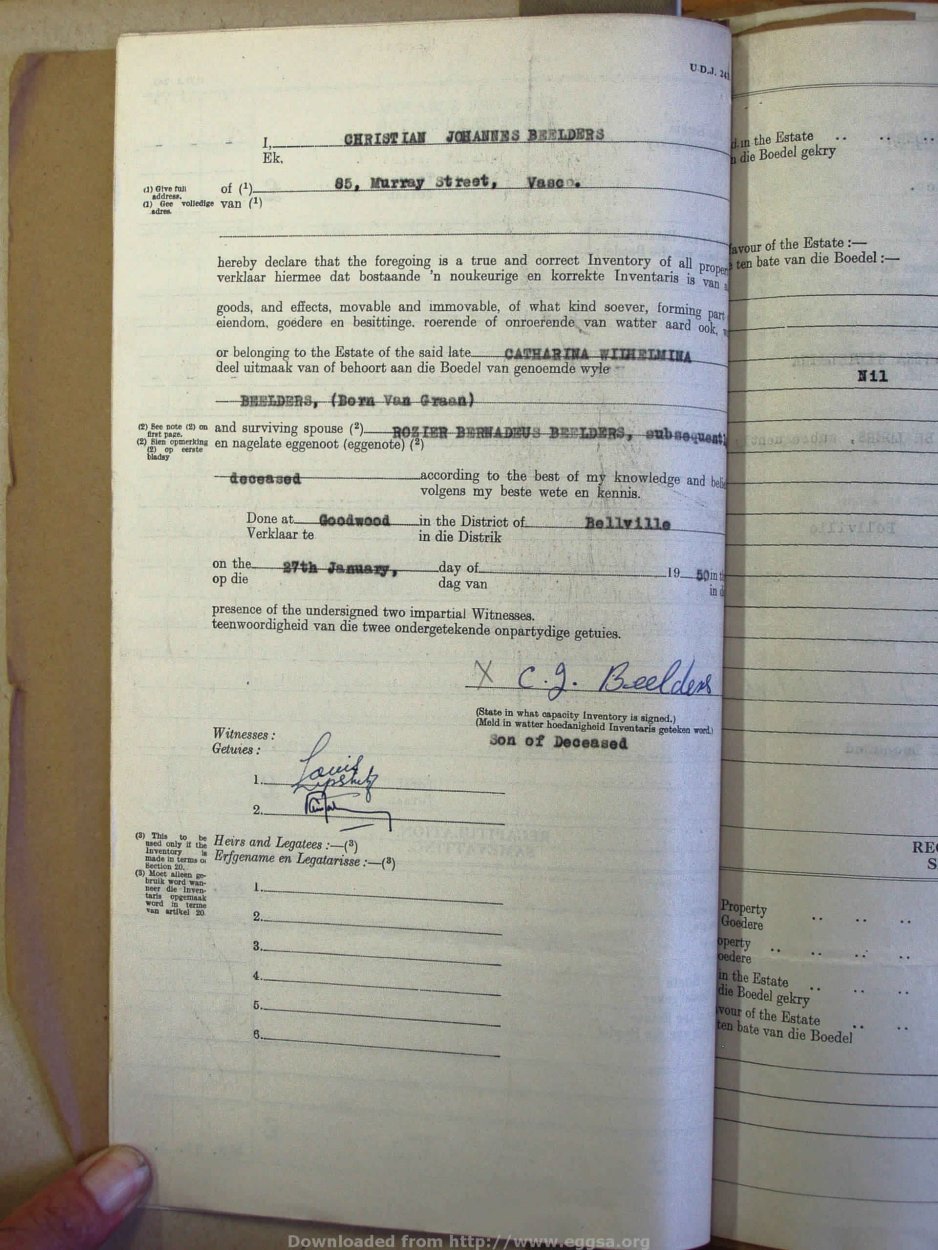 U.D.J. 24
I, CHRISTIAN JOHANNES BEELDERS
Ek,
(1) Give full address.
(1) Gee volledige adres.
of (1) 85, Murray Street, Vasco.
van (1)
hereby declare that the foregoing is a true and correct Inventory of all proper
verklaar hiermee dat bostaande 'n noukeurige en korrekte Inventaris is van a
goods, and effects, movable and immovable, of what kind soever, forming part
eiendom, goedere en besittinge, roerende of onroerende van watter aard ook, w
or belonging to the Estate of the said late CATHARINA WILHELMINA
deel uitmaak van of behoort aan die Boedel van genoemde wyle
BEELDERS, (Born Van Graan)
(2) See note (2) on first page.
(2) Sien opmerking (2) op eerste bladsy
and surviving spouse (2) ROZIER BERNADEUS BEELDERS, subsequentl
en nagelate eggenoot (eggenote) (2)
deceased according to the best of my knowledge and belie
volgens my beste wete en kennis.
Done at Goodwood in the District of Bellville
Verklaar te in die Distrik
on the 27th January, day of 19 50 in t
op die dag van in d
presence of the undersigned two impartial Witnesses.
teenwoordigheid van die twee ondergetekende onpartydige getuies.
X C. J. Beelders
(State in what capacity Inventory is signed.)
(Meld in watter hoedanigheid Inventaris geteken word.)
Son of Deceased
Witnesses :
Getuies :
1. Louis Lipshitz
2.
(3) This to be used only if the Inventory is made in terms of Section 20.
(3) Moet alleen gebruik word wanneer die Inventaris opgemaak word in terme van artikel 20.
Heirs and Legatees :—(3)
Erfgename en Legatarisse :—(3)
1.
2.
3.
4.
5.
6.
d in the Estate
n die Boedel gekry
favour of the Estate :—
e ten bate van die Boedel :—
Nil
REC
S
Property
Goedere
operty
oedere
in the Estate
die Boedel gekry
vour of the Estate
ten bate van die Boedel
Downloaded from http://www.eggsa.org